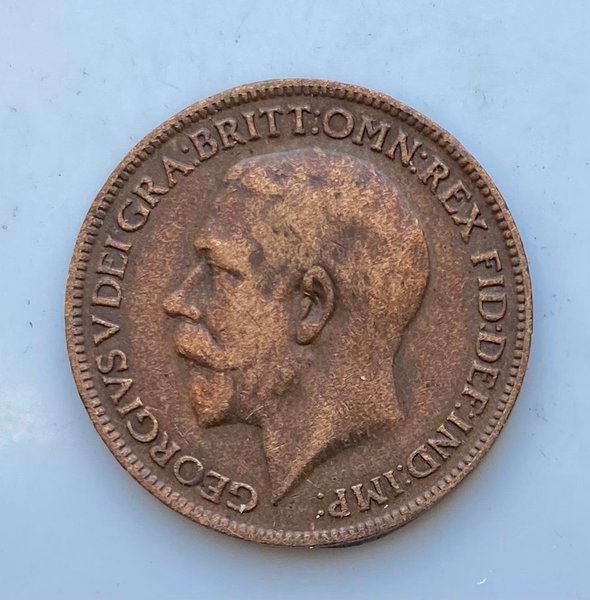 GEORGIVS V DEI GRA:BRITT:OMN:REX FID:DEF:IND:IMP: